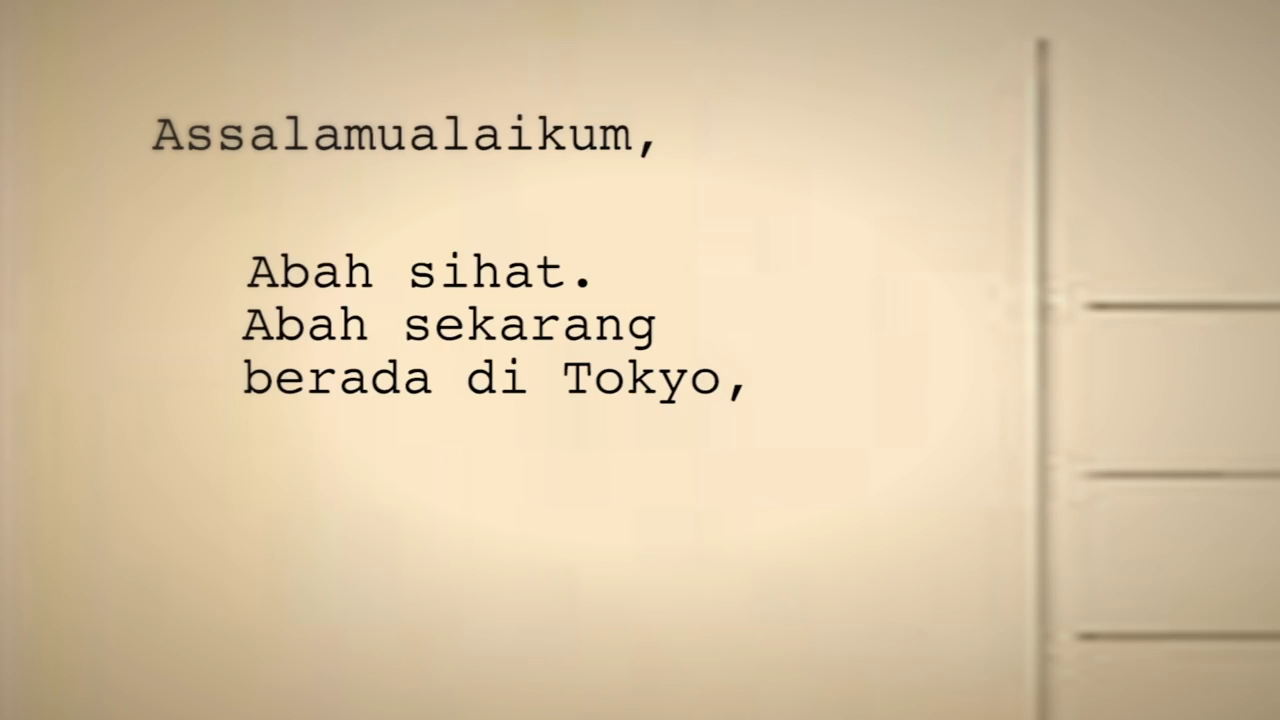 Assalamualaikum,
Abah sihat.
Abah sekarang
berada di Tokyo,